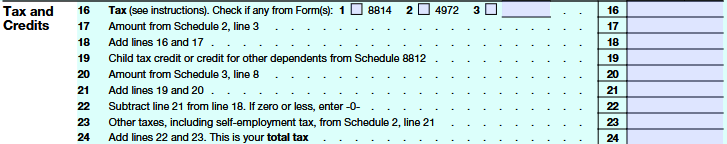 Tax and Credits
16 Tax (see instructions). Check if any from Form(s): 1 8814 2 4972 3 . . 16
17 Amount from Schedule 2, line 3 . . . . . . . . . . . . . . . . . . . . 17
18 Add lines 16 and 17 . . . . . . . . . . . . . . . . . . . . . . . . 18
19 Child tax credit or credit for other dependents from Schedule 8812 . . . . . . . . . . 19
20 Amount from Schedule 3, line 8 . . . . . . . . . . . . . . . . . . . . 20
21 Add lines 19 and 20 . . . . . . . . . . . . . . . . . . . . . . . . 21
22 Subtract line 21 from line 18. If zero or less, enter -0- . . . . . . . . . . . . . . 22
23 Other taxes, including self-employment tax, from Schedule 2, line 21 . . . . . . . . . 23
24 Add lines 22 and 23. This is your total tax . . . . . . . . . . . . . . . . . 24